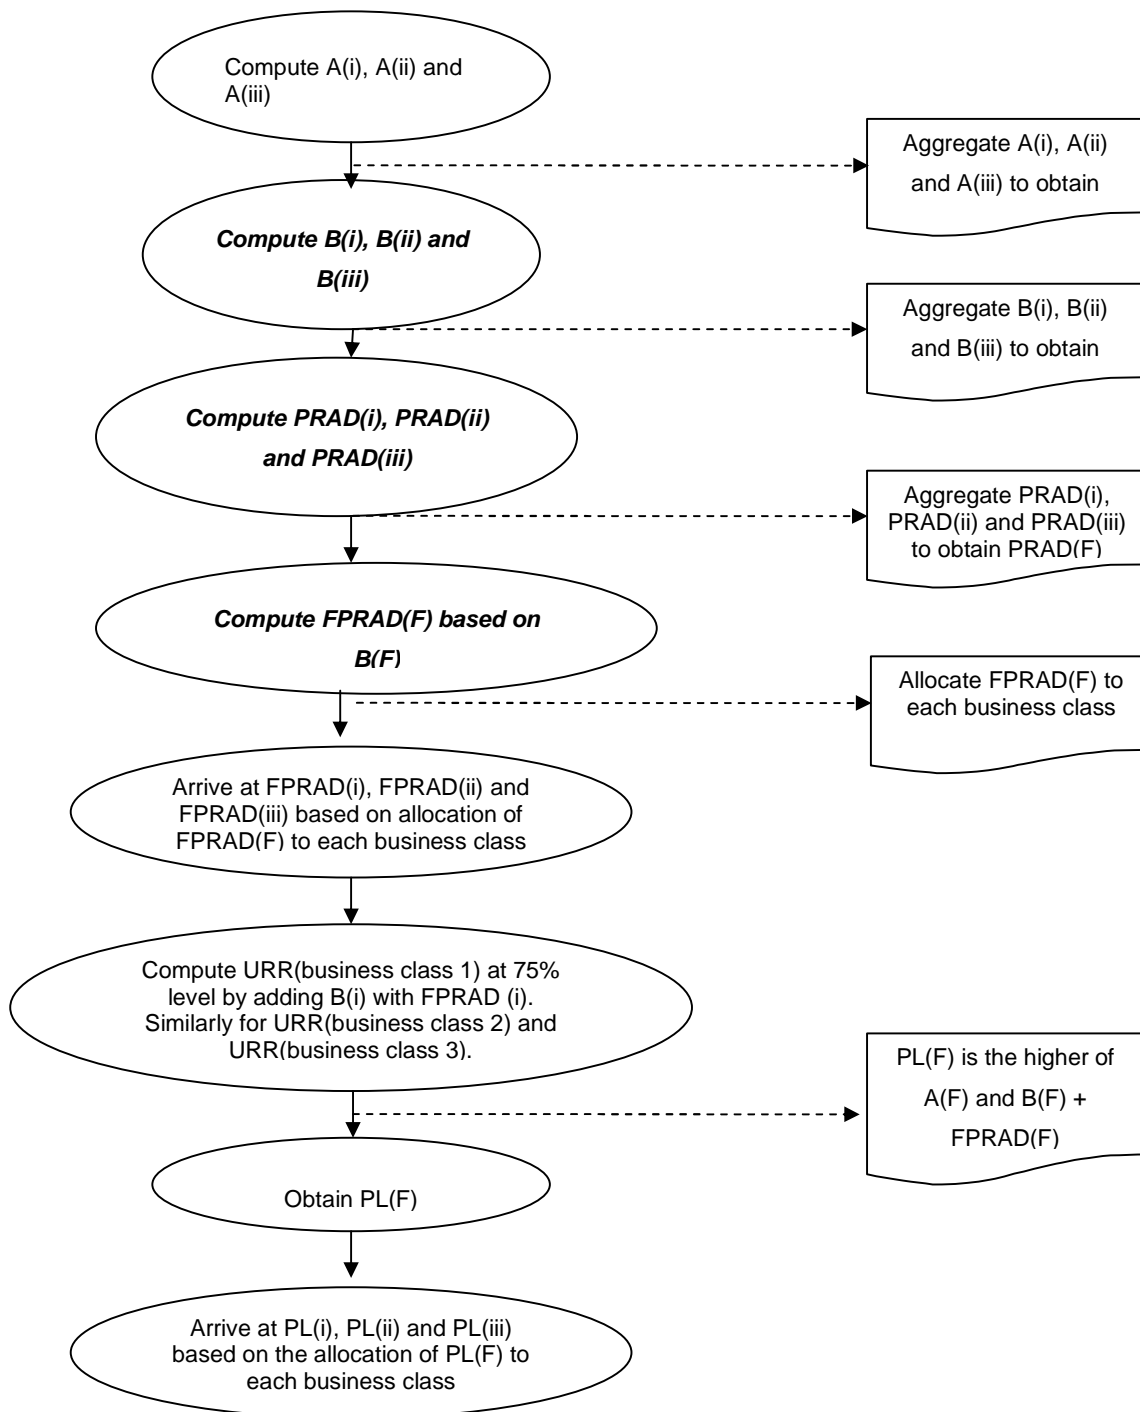 Compute A(i), A(ii) and
A(iii)
Aggregate A(i), A(ii)
and A(iii) to obtain
Compute B(i), B(ii) and
B(iii)
Aggregate B(i), B(ii)
and B(iii) to obtain
Compute PRAD(i), PRAD(ii)
and PRAD(iii)
Aggregate PRAD(i),
PRAD(ii) and PRAD(iii)
to obtain PRAD(F)
Compute FPRAD(F) based on
B(F)
Allocate FPRAD(F) to
each business class
Arrive at FPRAD(i), FPRAD(ii) and
FPRAD(iii) based on allocation of
FPRAD(F) to each business class
Compute URR(business class 1) at 75%
level by adding B(i) with FPRAD (i).
Similarly for URR(business class 2) and
URR(business class 3).
PL(F) is the higher of
A(F) and B(F) +
FPRAD(F)
Obtain PL(F)
Arrive at PL(i), PL(ii) and PL(iii)
based on the allocation of PL(F) to
each business class